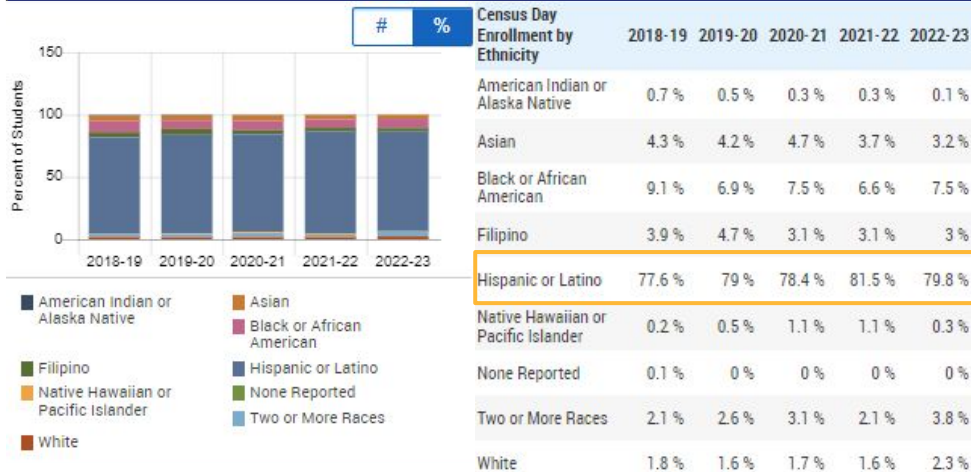 # %
150
100
50
0
Percent of Students
2018-19 2019-20 2020-21 2021-22 2022-23
American Indian or
Alaska Native
Asian
Black or African
American
Filipino
Hispanic or Latino
Native Hawaiian or
Pacific Islander
None Reported
Two or More Races
White
Census Day
Enrollment by
Ethnicity
2018-19 2019-20 2020-21 2021-22 2022-23
American Indian or
Alaska Native
0.7 % 0.5 % 0.3 % 0.3 % 0.1 %
Asian 4.3 % 4.2 % 4.7 % 3.7 % 3.2 %
Black or African
American
9.1 % 6.9 % 7.5 % 6.6 % 7.5 %
Filipino 3.9 % 4.7 % 3.1 % 3.1 % 3 %
Hispanic or Latino 77.6 % 79 % 78.4 % 81.5 % 79.8 %
Native Hawaiian or
Pacific Islander
0.2 % 0.5 % 1.1 % 1.1 % 0.3 %
None Reported 0.1 % 0 % 0 % 0 % 0 %
Two or More Races 2.1 % 2.6 % 3.1 % 2.1 % 3.8 %
White 1.8 % 1.6 % 1.7 % 1.6 % 2.3 %